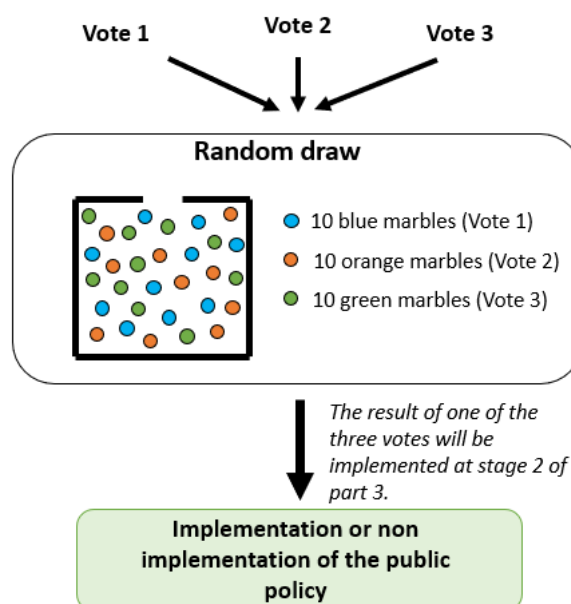 Vote 1
Vote 2
Vote 3
Random draw
10 blue marbles (Vote 1)
10 orange marbles (Vote 2)
10 green marbles (Vote 3)
The result of one of the
three votes will be
implemented at stage 2 of
part 3.
Implementation or non
implementation of the public
policy